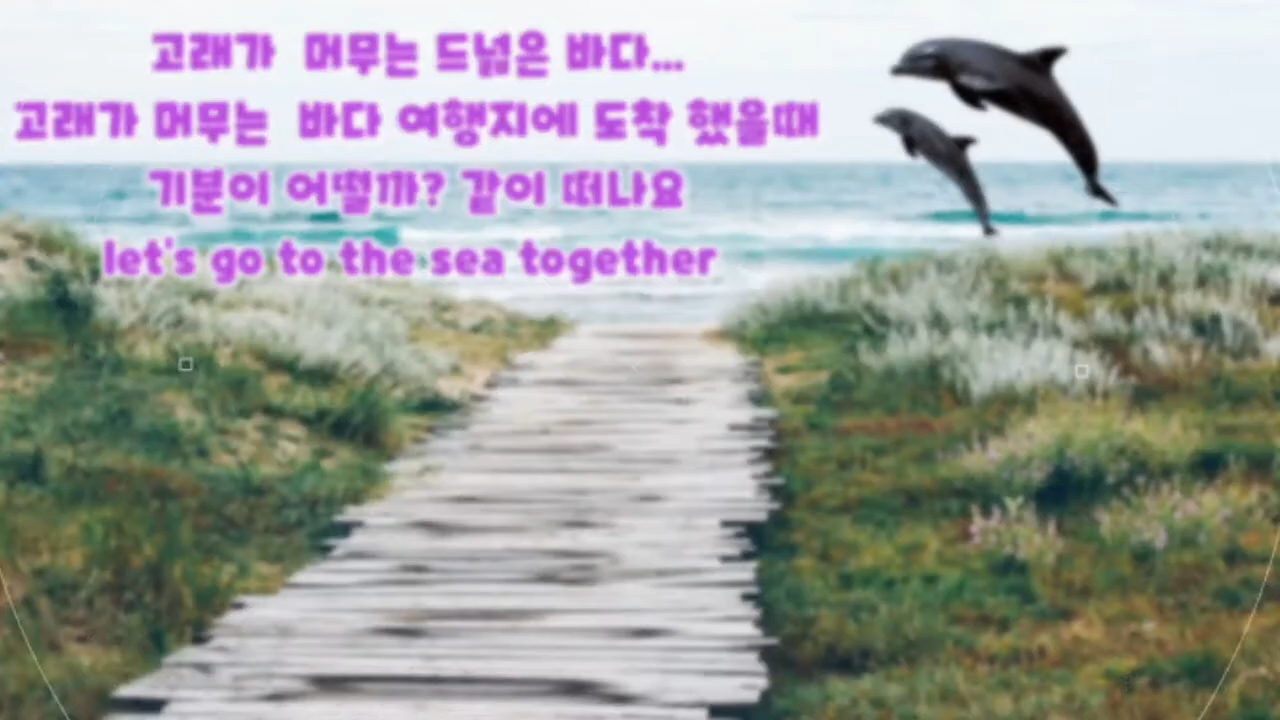 고래가 머무는 드넓은 바다...
고래가 머무는 바다 여행지에 도착 했을때
기분이 어떨까? 같이 떠나요
let's go to the sea together